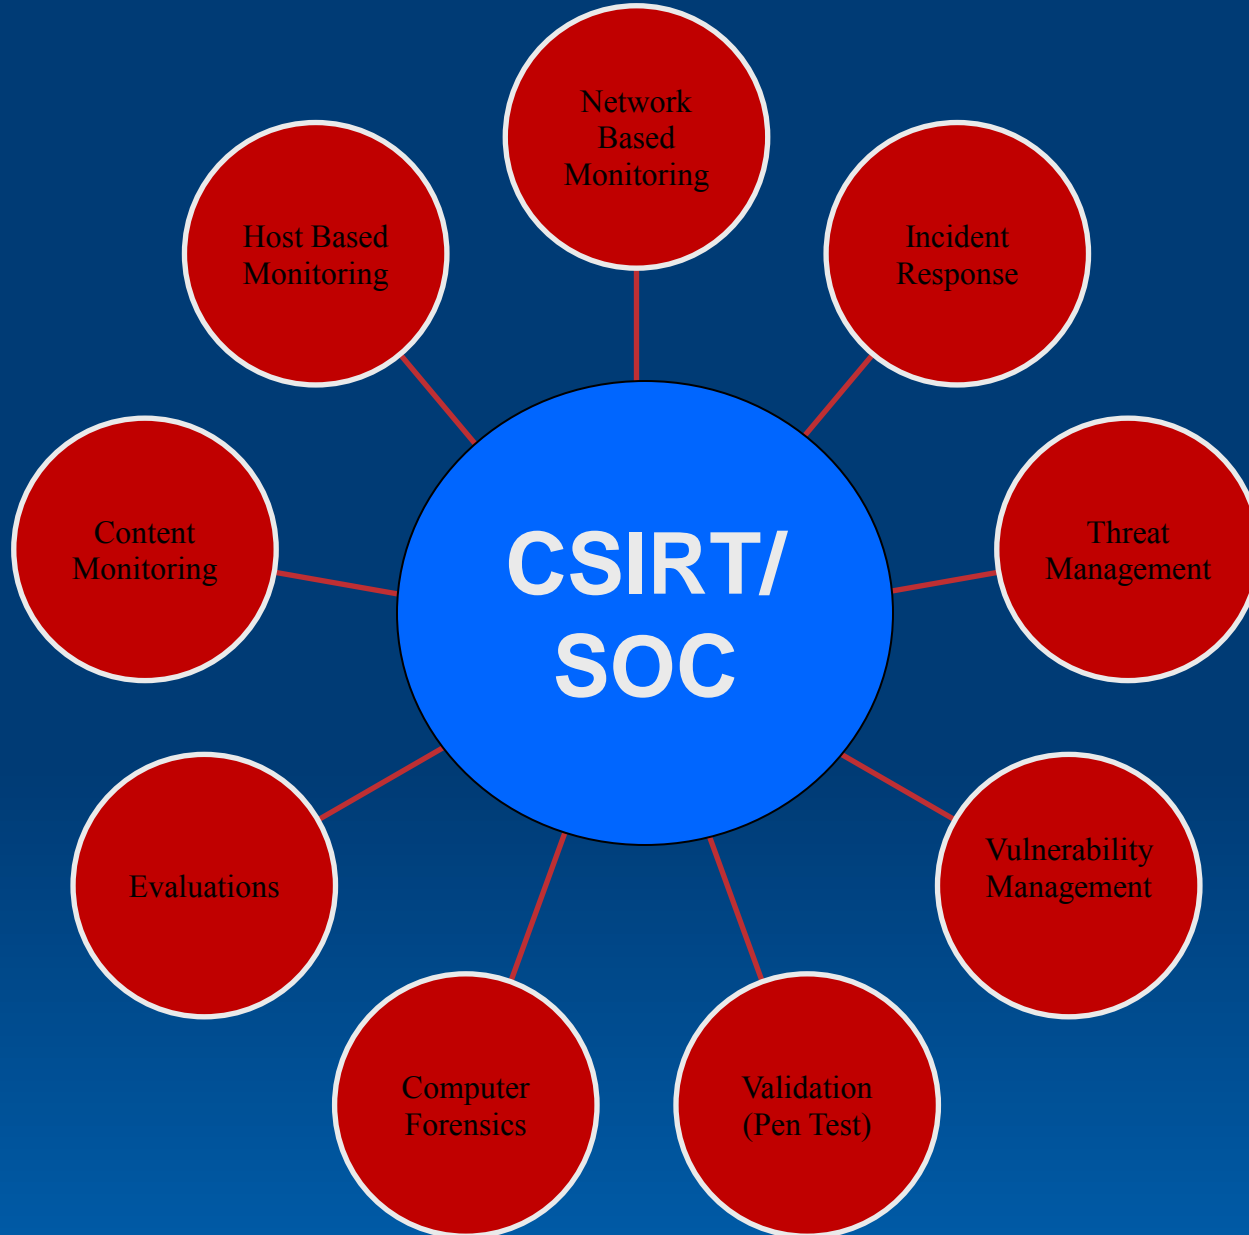 Network
Based
Monitoring
Incident
Response
Threat
Management
Vulnerability
Management
Validation
(Pen Test)
Computer
Forensics
Evaluations
Content
Monitoring
Host Based
Monitoring
CSIRT/
SOC